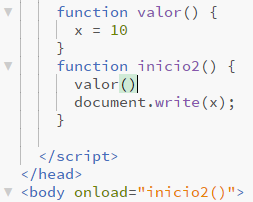 function valor() {
x = 10
}
function inicio2() {
valor()
document.write(x);
}
</script>
</head>
<body onload="inicio2()">